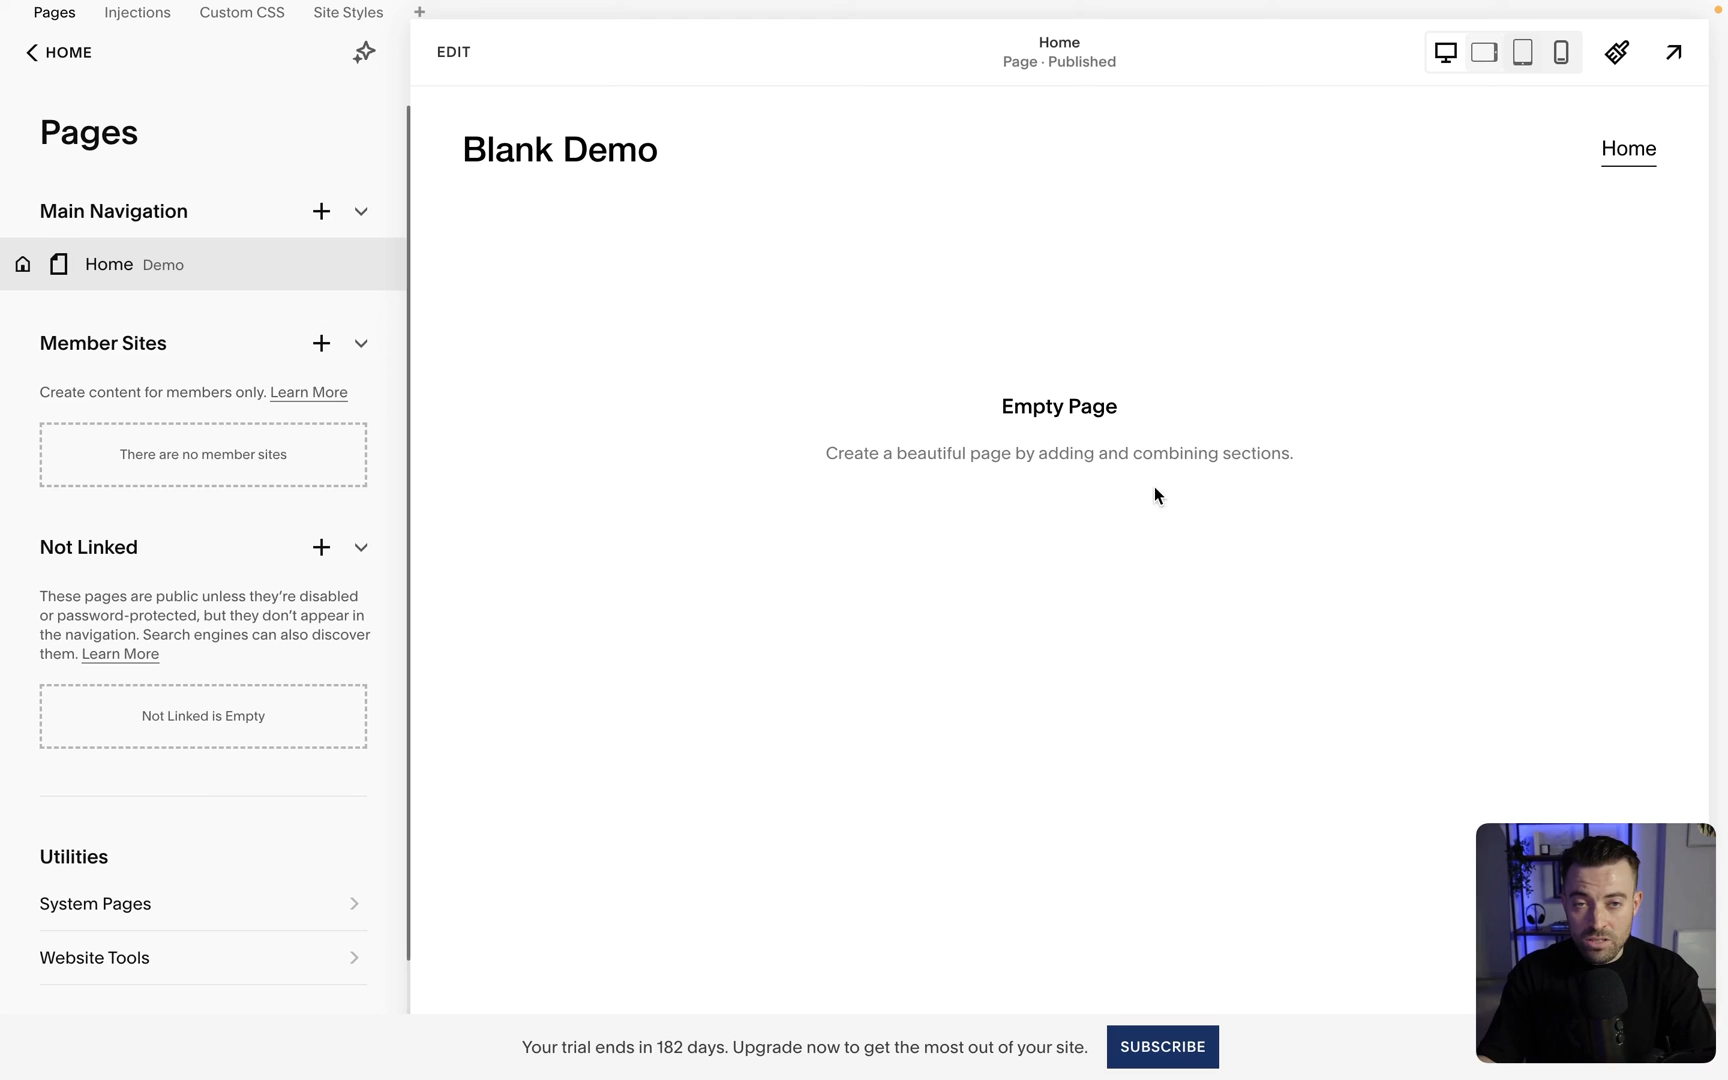 Pages
Injections
Custom CSS
Site Styles
+
HOME
Pages
Main Navigation
Home Demo
Member Sites
Create content for members only. Learn More
There are no member sites
Not Linked
These pages are public unless they’re disabled
or password-protected, but they don’t appear in
the navigation. Search engines can also discover
them. Learn More
Not Linked is Empty
Utilities
System Pages
Website Tools
EDIT
Home
Page · Published
Blank Demo
Home
Empty Page
Create a beautiful page by adding and combining sections.
Your trial ends in 182 days. Upgrade now to get the most out of your site.
SUBSCRIBE